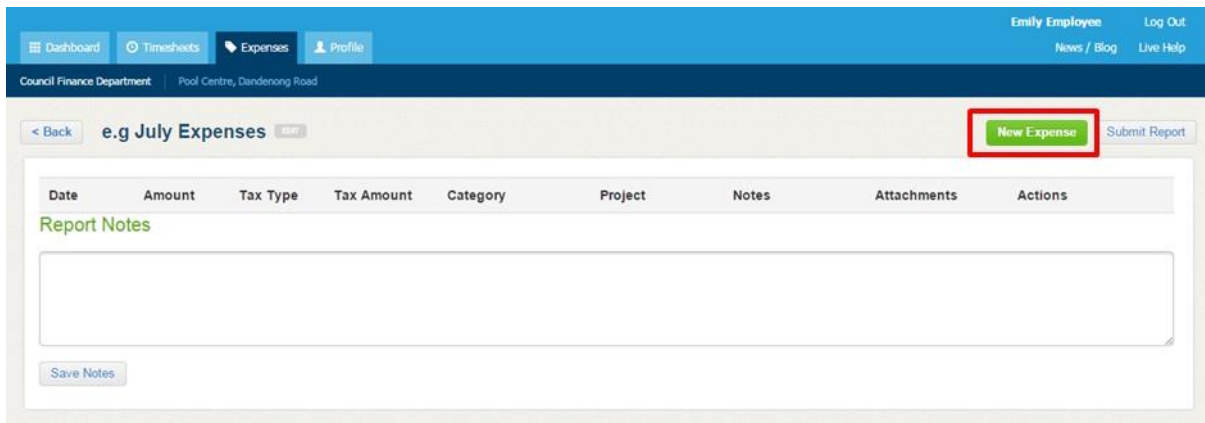 Emily Employee Log Out
Dashboard Timesheets Expenses Profile News / Blog Live Help
Council Finance Department Pool Centre, Dandenong Road
< Back e.g July Expenses EDIT New Expense Submit Report
Date Amount Tax Type Tax Amount Category Project Notes Attachments Actions
Report Notes
Save Notes